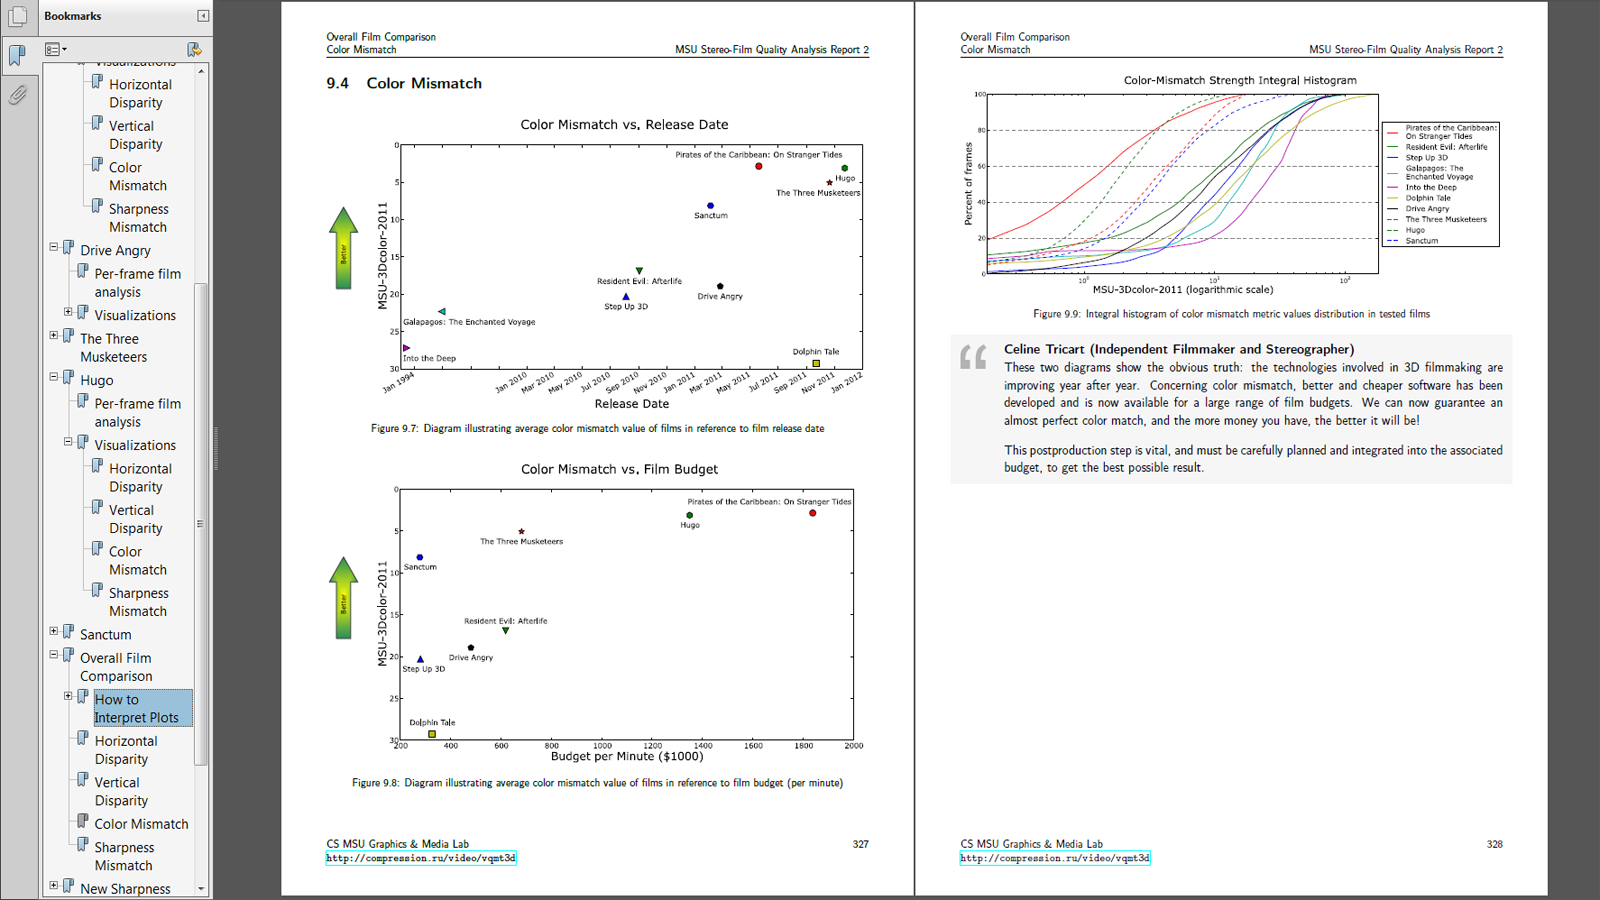 Bookmarks
Visualizations
Horizontal
Disparity
Vertical
Disparity
Color
Mismatch
Sharpness
Mismatch
Drive Angry
Per-frame film
analysis
Visualizations
The Three
Musketeers
Hugo
Per-frame film
analysis
Visualizations
Horizontal
Disparity
Vertical
Disparity
Color
Mismatch
Sharpness
Mismatch
Sanctum
Overall Film
Comparison
How to
Interpret Plots
Horizontal
Disparity
Vertical
Disparity
Color Mismatch
Sharpness
Mismatch
New Sharpness
Overall Film Comparison
Color Mismatch
MSU Stereo-Film Quality Analysis Report 2
9.4 Color Mismatch
Color Mismatch vs. Release Date
0
5
10
15
20
25
30
MSU-3Dcolor-2011
Better
Pirates of the Caribbean: On Stranger Tides
Hugo
The Three Musketeers
Sanctum
Resident Evil: Afterlife
Drive Angry
Step Up 3D
Galapagos: The Enchanted Voyage
Into the Deep
Dolphin Tale
Jan 1994
Jan 2010
Mar 2010
May 2010
Jul 2010
Sep 2010
Nov 2010
Jan 2011
Mar 2011
May 2011
Jul 2011
Sep 2011
Nov 2011
Jan 2012
Release Date
Figure 9.7: Diagram illustrating average color mismatch value of films in reference to film release date
Color Mismatch vs. Film Budget
0
5
10
15
20
25
30
MSU-3Dcolor-2011
Better
Pirates of the Caribbean: On Stranger Tides
Hugo
The Three Musketeers
Sanctum
Resident Evil: Afterlife
Drive Angry
Step Up 3D
Dolphin Tale
200 400 600 800 1000 1200 1400 1600 1800 2000
Budget per Minute ($1000)
Figure 9.8: Diagram illustrating average color mismatch value of films in reference to film budget (per minute)
CS MSU Graphics & Media Lab
http://compression.ru/video/vqmt3d
327
Overall Film Comparison
Color Mismatch
MSU Stereo-Film Quality Analysis Report 2
Color-Mismatch Strength Integral Histogram
100
80
60
40
20
0
Percent of frames
10⁰ 10¹ 10²
MSU-3Dcolor-2011 (logarithmic scale)
Pirates of the Caribbean:
On Stranger Tides
Resident Evil: Afterlife
Step Up 3D
Galapagos: The
Enchanted Voyage
Into the Deep
Dolphin Tale
Drive Angry
The Three Musketeers
Hugo
Sanctum
Figure 9.9: Integral histogram of color mismatch metric values distribution in tested films
“
Celine Tricart (Independent Filmmaker and Stereographer)
These two diagrams show the obvious truth: the technologies involved in 3D filmmaking are
improving year after year. Concerning color mismatch, better and cheaper software has been
developed and is now available for a large range of film budgets. We can now guarantee an
almost perfect color match, and the more money you have, the better it will be!
This postproduction step is vital, and must be carefully planned and integrated into the associated
budget, to get the best possible result.
CS MSU Graphics & Media Lab
http://compression.ru/video/vqmt3d
328